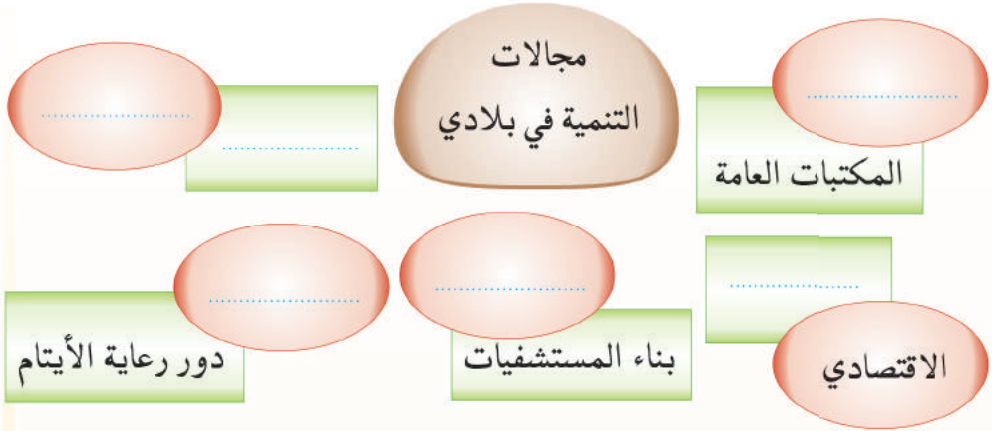 مجالات
التنمية في بلادي
....................
....................
المكتبات العامة
....................
....................
....................
الاقتصادي
....................
بناء المستشفيات
....................
دور رعاية الأيتام